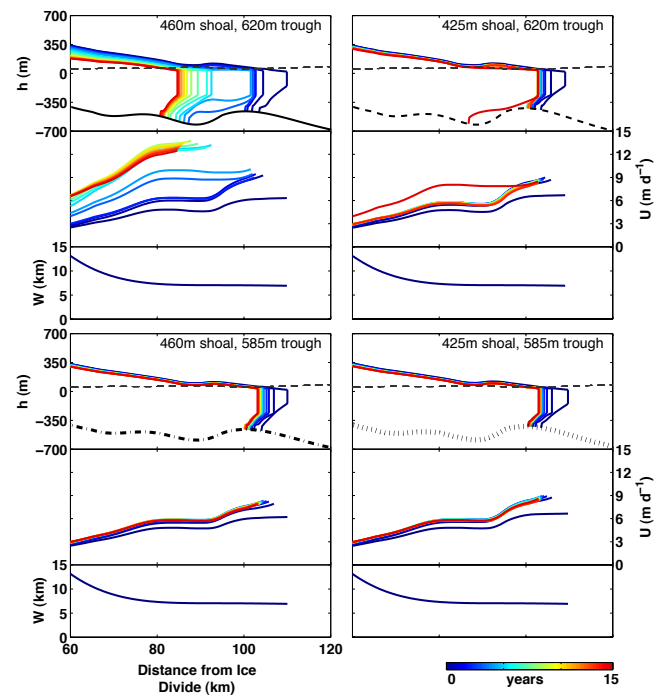 460m shoal, 620m trough
425m shoal, 620m trough
700
350
0
−350
−700
h (m)
15
12
9
6
3
0
U (m d⁻¹)
15
10
5
0
W (km)
460m shoal, 585m trough
425m shoal, 585m trough
700
350
0
−350
−700
h (m)
15
12
9
6
3
0
U (m d⁻¹)
15
10
5
0
W (km)
60 80 100 120
Distance from Ice
Divide (km)
0 years 15